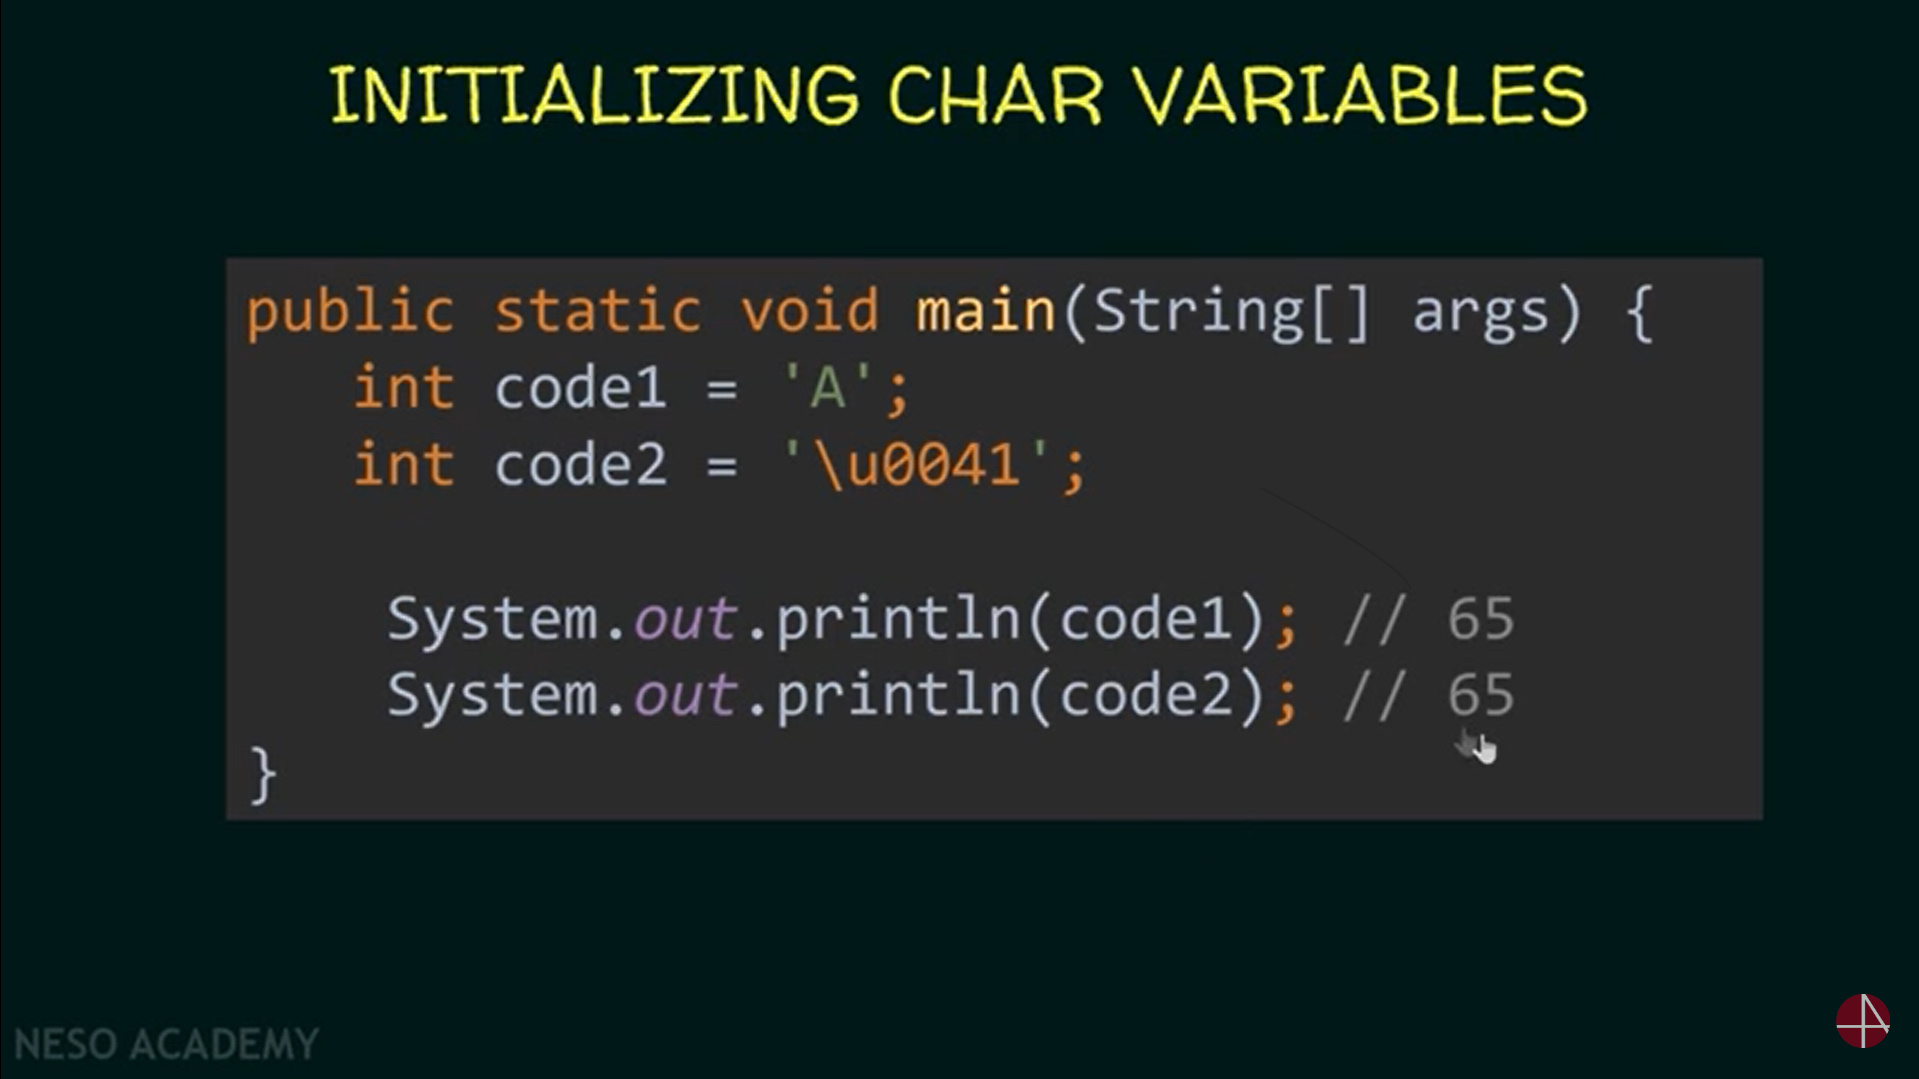 INITIALIZING CHAR VARIABLES
public static void main(String[] args) {
int code1 = 'A';
int code2 = '\u0041';
System.out.println(code1); // 65
System.out.println(code2); // 65
}
NESO ACADEMY